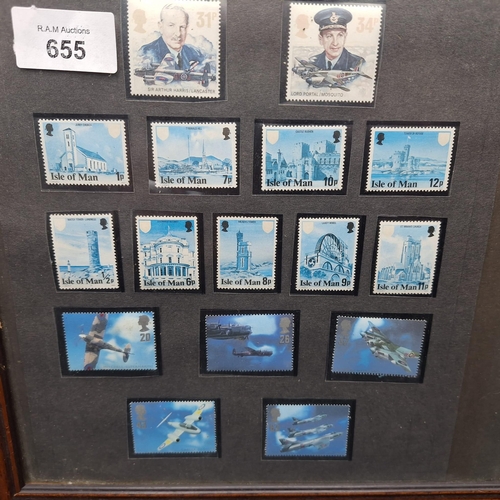 R.A.M Auctions
655
31P
34P
SIR ARTHUR HARRIS/LANCASTER
LORD PORTAL/MOSQUITO
Isle of Man 1p
Isle of Man 7p
Isle of Man 10p
Isle of Man 12p
Isle of Man 1/2p
Isle of Man 6p
Isle of Man 8p
Isle of Man 9p
Isle of Man 11p
20
26